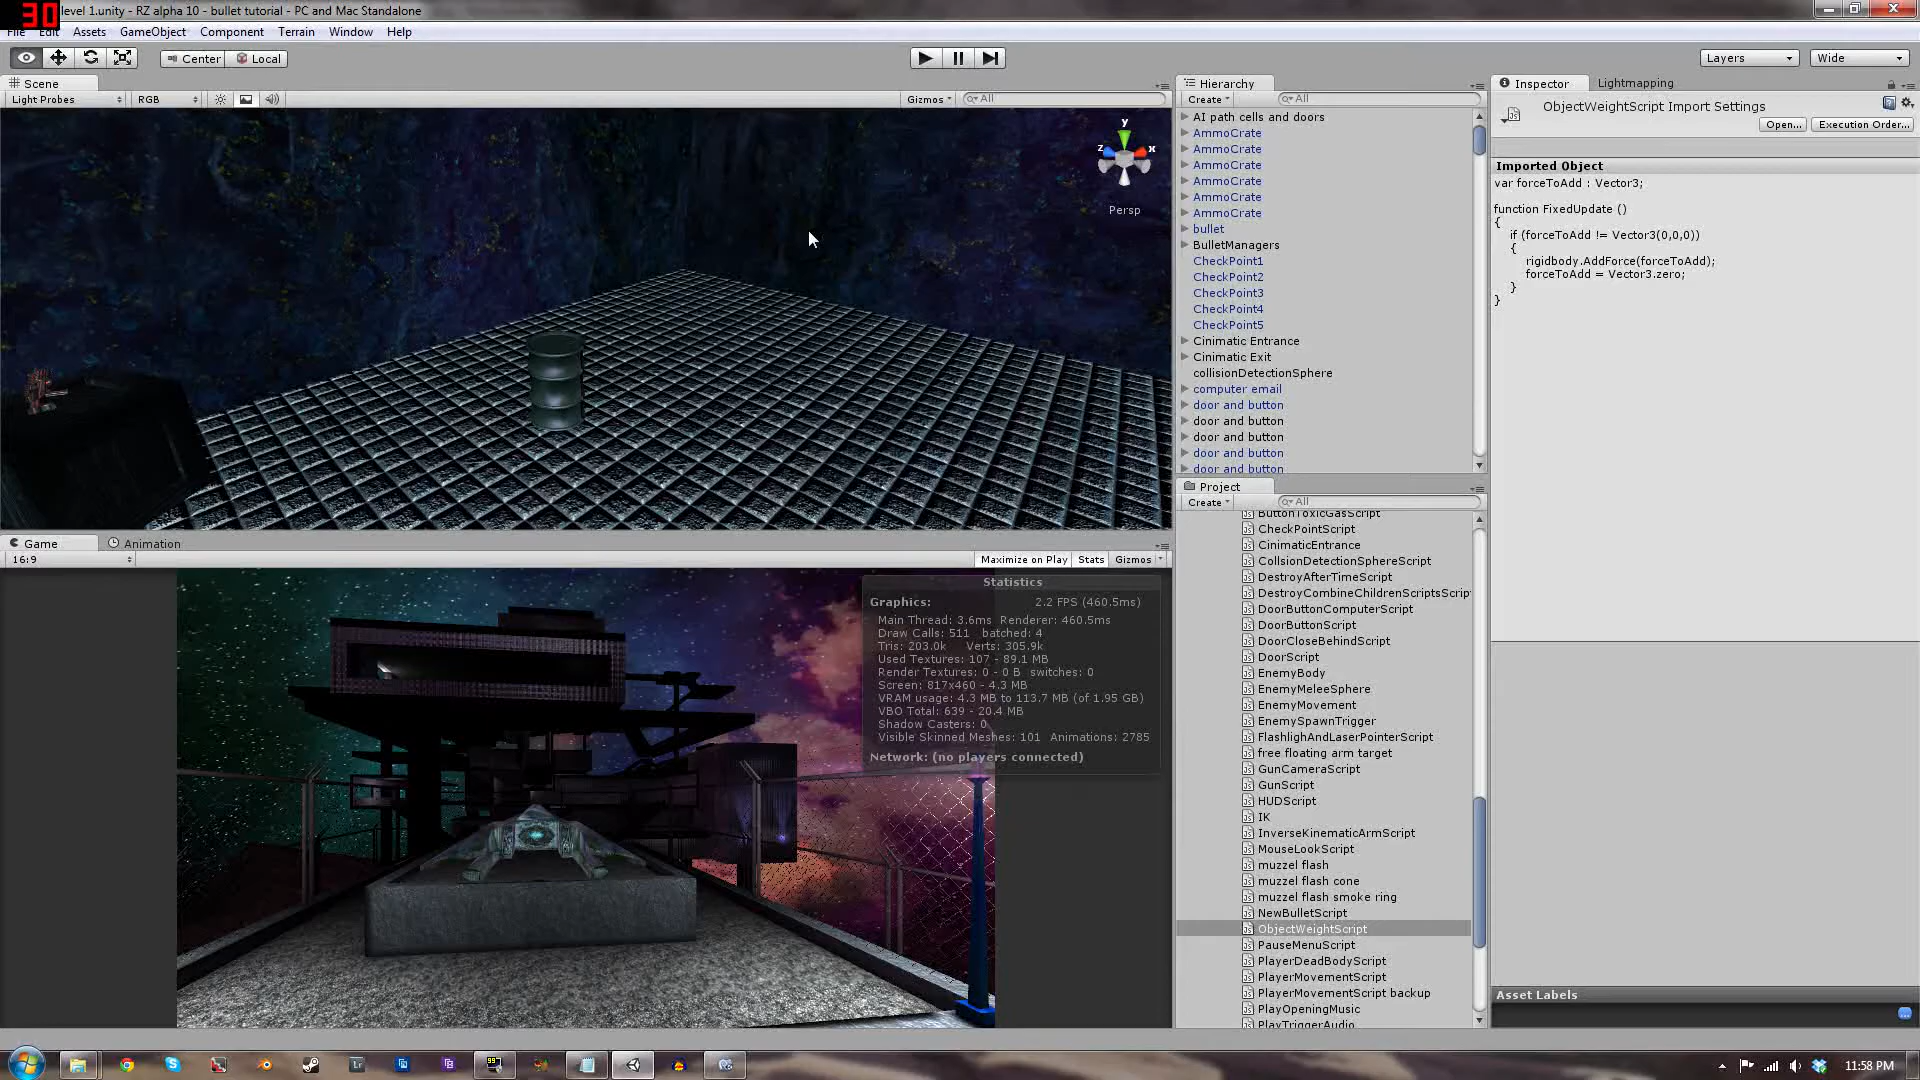 30
level 1.unity - RZ alpha 10 - bullet tutorial - PC and Mac Standalone
File Edit Assets GameObject Component Terrain Window Help
Center Local
Layers Wide
Scene
Light Probes RGB
Gizmos All
y
z x
Persp
Game Animation
16:9
Maximize on Play Stats Gizmos
Statistics
Graphics: 2.2 FPS (460.5ms)
Main Thread: 3.6ms Renderer: 460.5ms
Draw Calls: 511 batched: 4
Tris: 203.0k Verts: 305.9k
Used Textures: 107 - 89.1 MB
Render Textures: 0 - 0 B switches: 0
Screen: 817x460 - 4.3 MB
VRAM usage: 4.3 MB to 113.7 MB (of 1.95 GB)
VBO Total: 639 - 20.4 MB
Shadow Casters: 0
Visible Skinned Meshes: 101 Animations: 2785
Network: (no players connected)
Hierarchy
Create All
AI path cells and doors
AmmoCrate
AmmoCrate
AmmoCrate
AmmoCrate
AmmoCrate
AmmoCrate
bullet
BulletManagers
CheckPoint1
CheckPoint2
CheckPoint3
CheckPoint4
CheckPoint5
Cinimatic Entrance
Cinimatic Exit
collisionDetectionSphere
computer email
door and button
door and button
door and button
door and button
door and button
Project
Create All
ButtonToxicGasScript
CheckPointScript
CinimaticEntrance
CollsionDetectionSphereScript
DestroyAfterTimeScript
DestroyCombineChildrenScriptsScrip
DoorButtonComputerScript
DoorButtonScript
DoorCloseBehindScript
DoorScript
EnemyBody
EnemyMeleeSphere
EnemyMovement
EnemySpawnTrigger
FlashlighAndLaserPointerScript
free floating arm target
GunCameraScript
GunScript
HUDScript
IK
InverseKinematicArmScript
MouseLookScript
muzzel flash
muzzel flash cone
muzzel flash smoke ring
NewBulletScript
ObjectWeightScript
PauseMenuScript
PlayerDeadBodyScript
PlayerMovementScript
PlayerMovementScript backup
PlayOpeningMusic
PlayTriggerAudio
Inspector Lightmapping
ObjectWeightScript Import Settings
Open... Execution Order...
Imported Object
var forceToAdd : Vector3;
function FixedUpdate ()
{
if (forceToAdd != Vector3(0,0,0))
{
rigidbody.AddForce(forceToAdd);
forceToAdd = Vector3.zero;
}
}
Asset Labels
11:58 PM